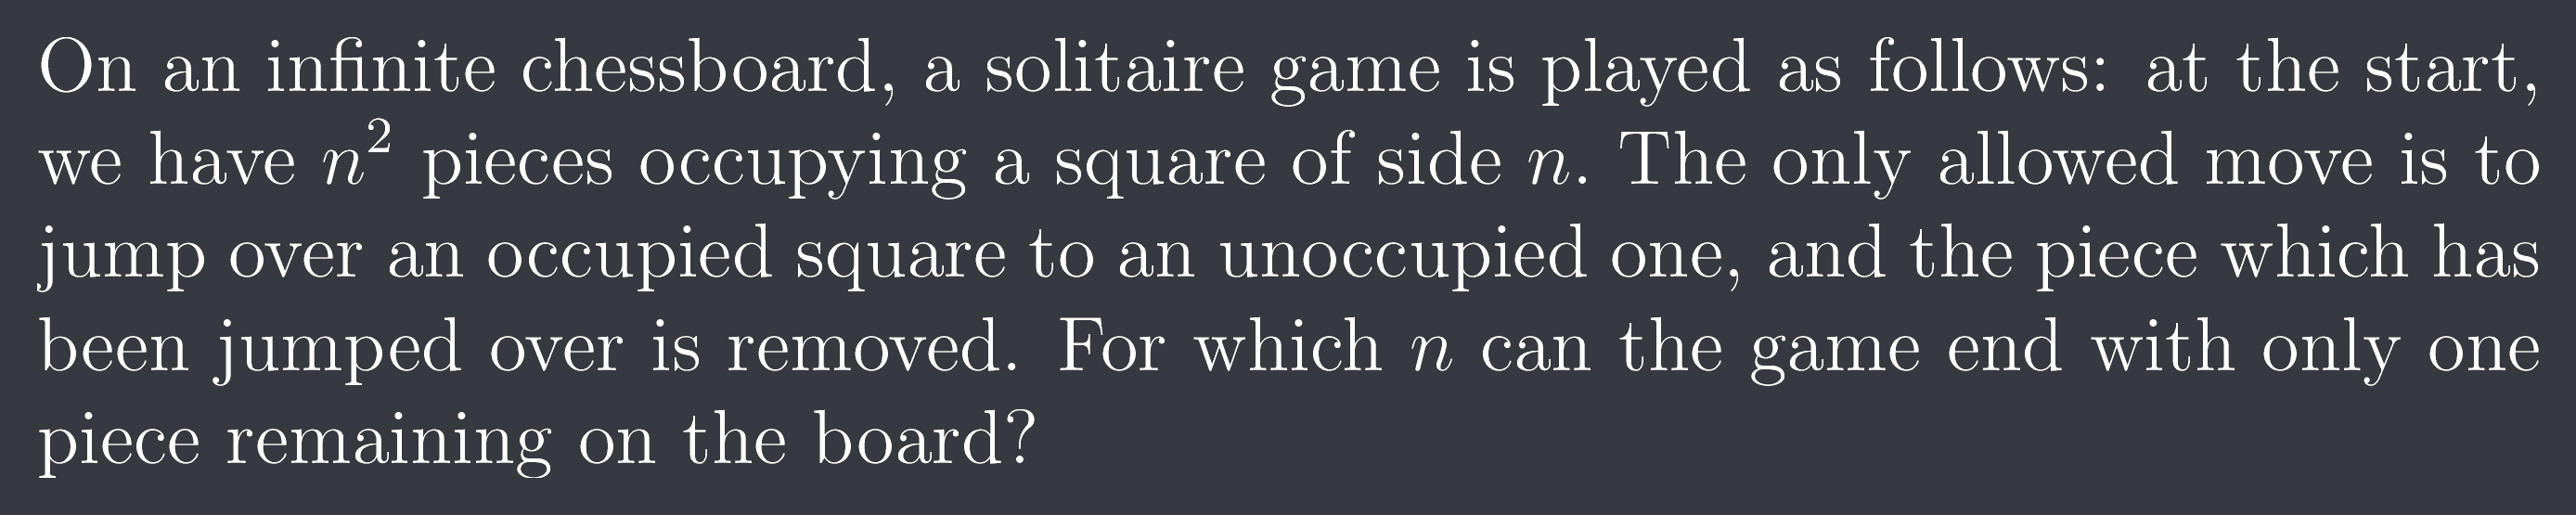 On an infinite chessboard, a solitaire game is played as follows: at the start,
we have n² pieces occupying a square of side n. The only allowed move is to
jump over an occupied square to an unoccupied one, and the piece which has
been jumped over is removed. For which n can the game end with only one
piece remaining on the board?